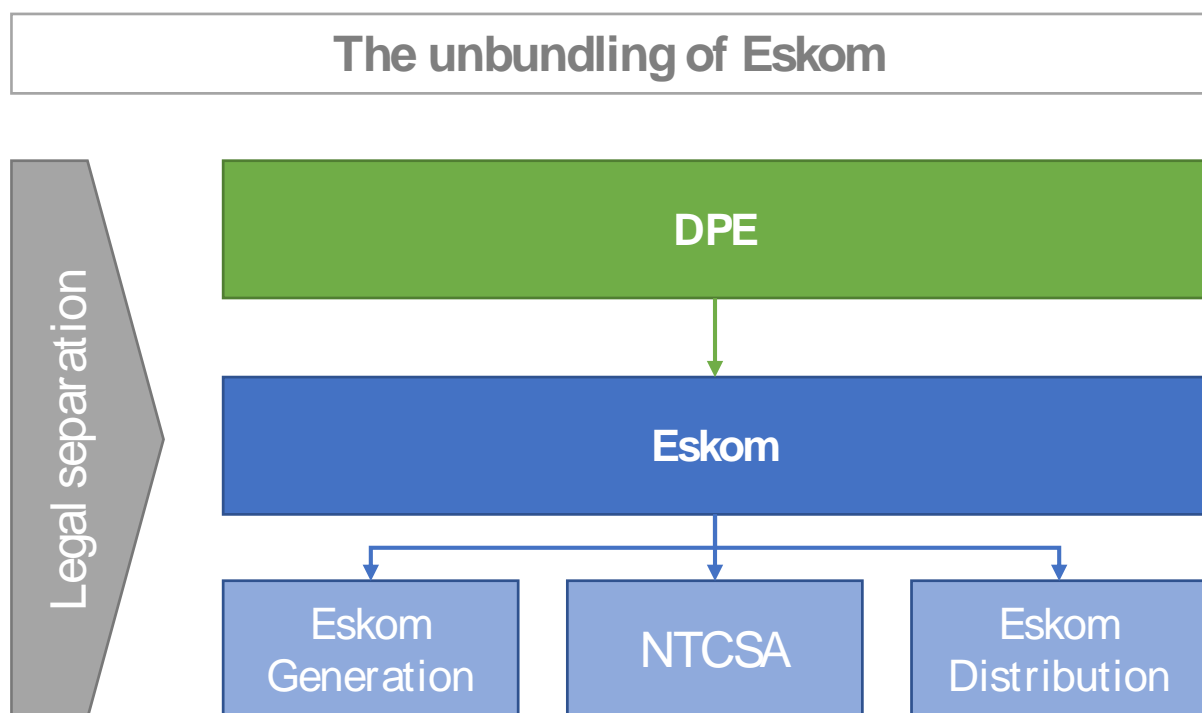 The unbundling of Eskom
Legal separation
DPE
Eskom
Eskom
Generation
NTCSA
Eskom
Distribution